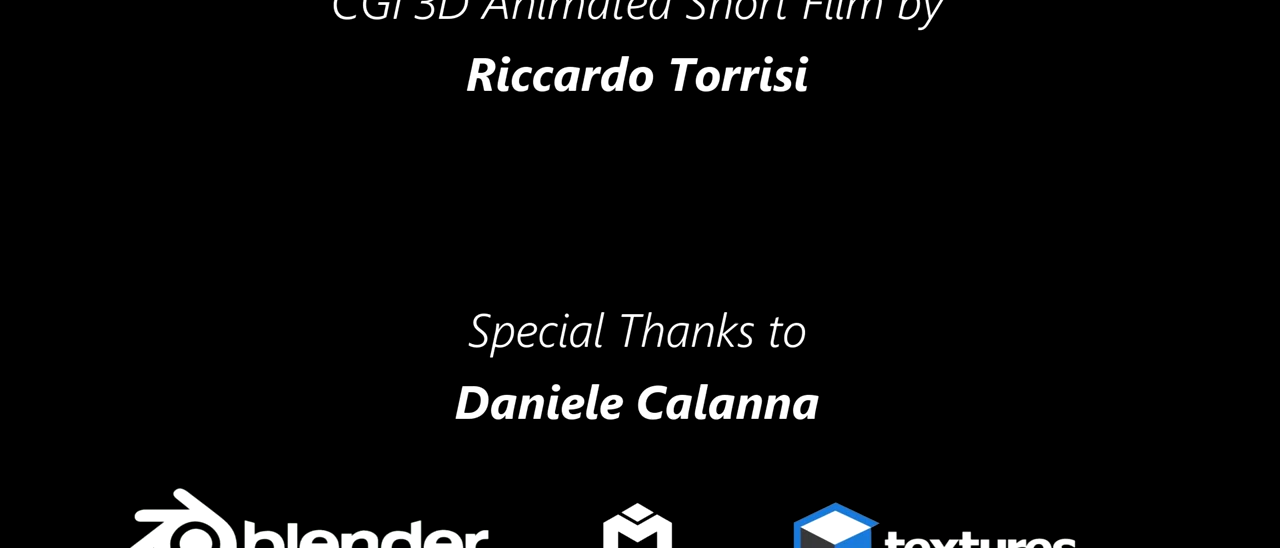 CGI 3D Animated Short Film by
Riccardo Torrisi
Special Thanks to
Daniele Calanna
blender
textures